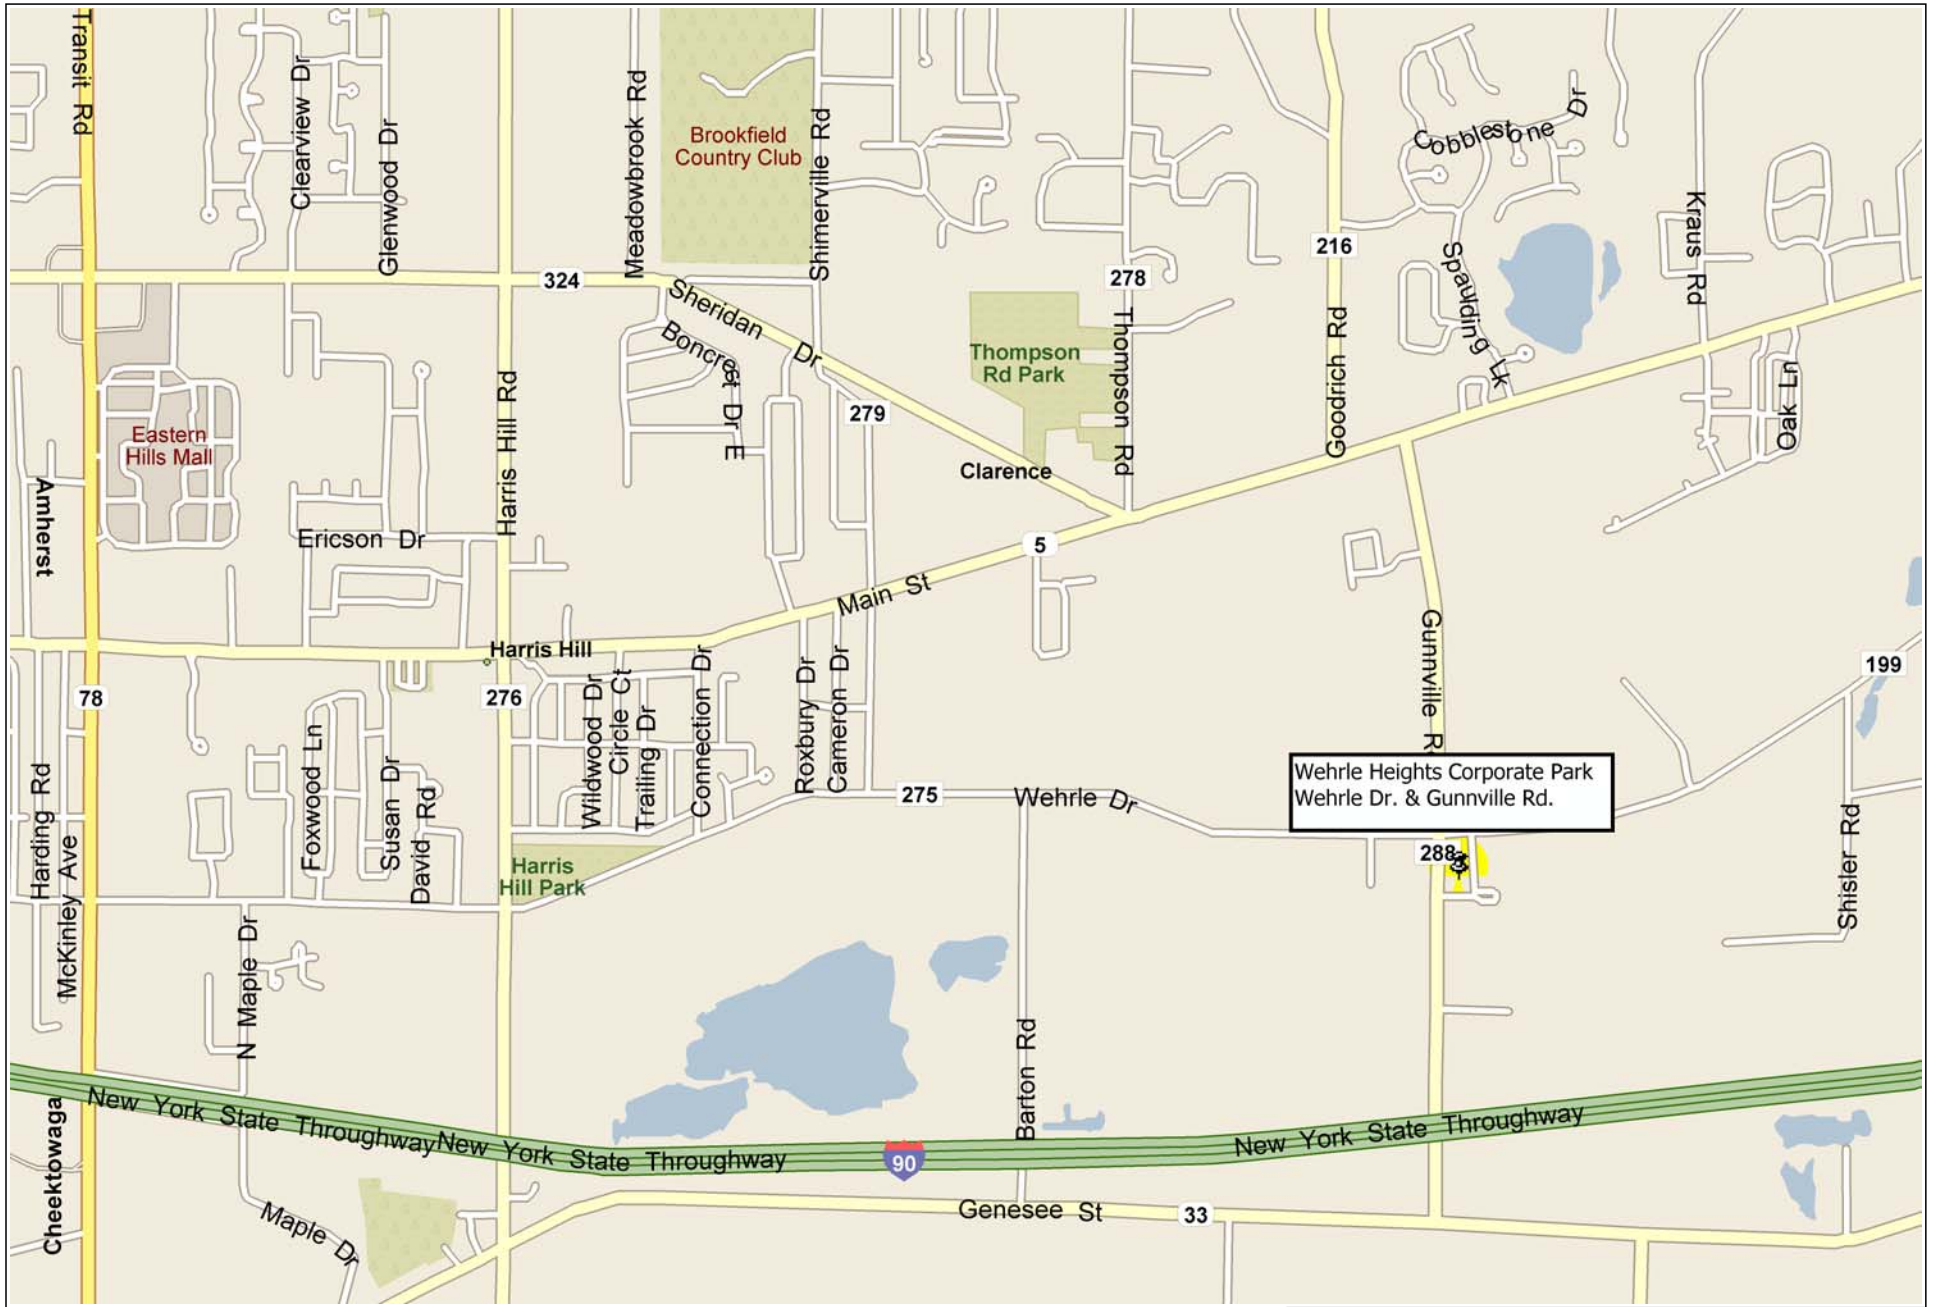 Transit Rd
Clearview Dr
Glenwood Dr
Meadowbrook Rd
Brookfield
Country Club
Shimerville Rd
Cobblestone Dr
Kraus Rd
216
278
324
Sheridan Dr
Spaulding Lk
Boncrest Dr E
Thompson
Rd Park
Thompson Rd
Goodrich Rd
Oak Ln
279
Harris Hill Rd
Eastern
Hills Mall
Clarence
Amherst
Ericson Dr
5
Main St
Gunnville R
Harris Hill
199
78
276
Wildwood Dr
Circle Ct
Trailing Dr
Connection Dr
Roxbury Dr
Cameron Dr
Foxwood Ln
Susan Dr
David Rd
Harding Rd
McKinley Ave
275
Wehrle Dr
Wehrle Heights Corporate Park
Wehrle Dr. & Gunnville Rd.
288
Shisler Rd
Harris
Hill Park
N Maple Dr
Barton Rd
New York State Throughway
New York State Throughway
New York State Throughway
90
Cheektowaga
Maple Dr
Genesee St
33